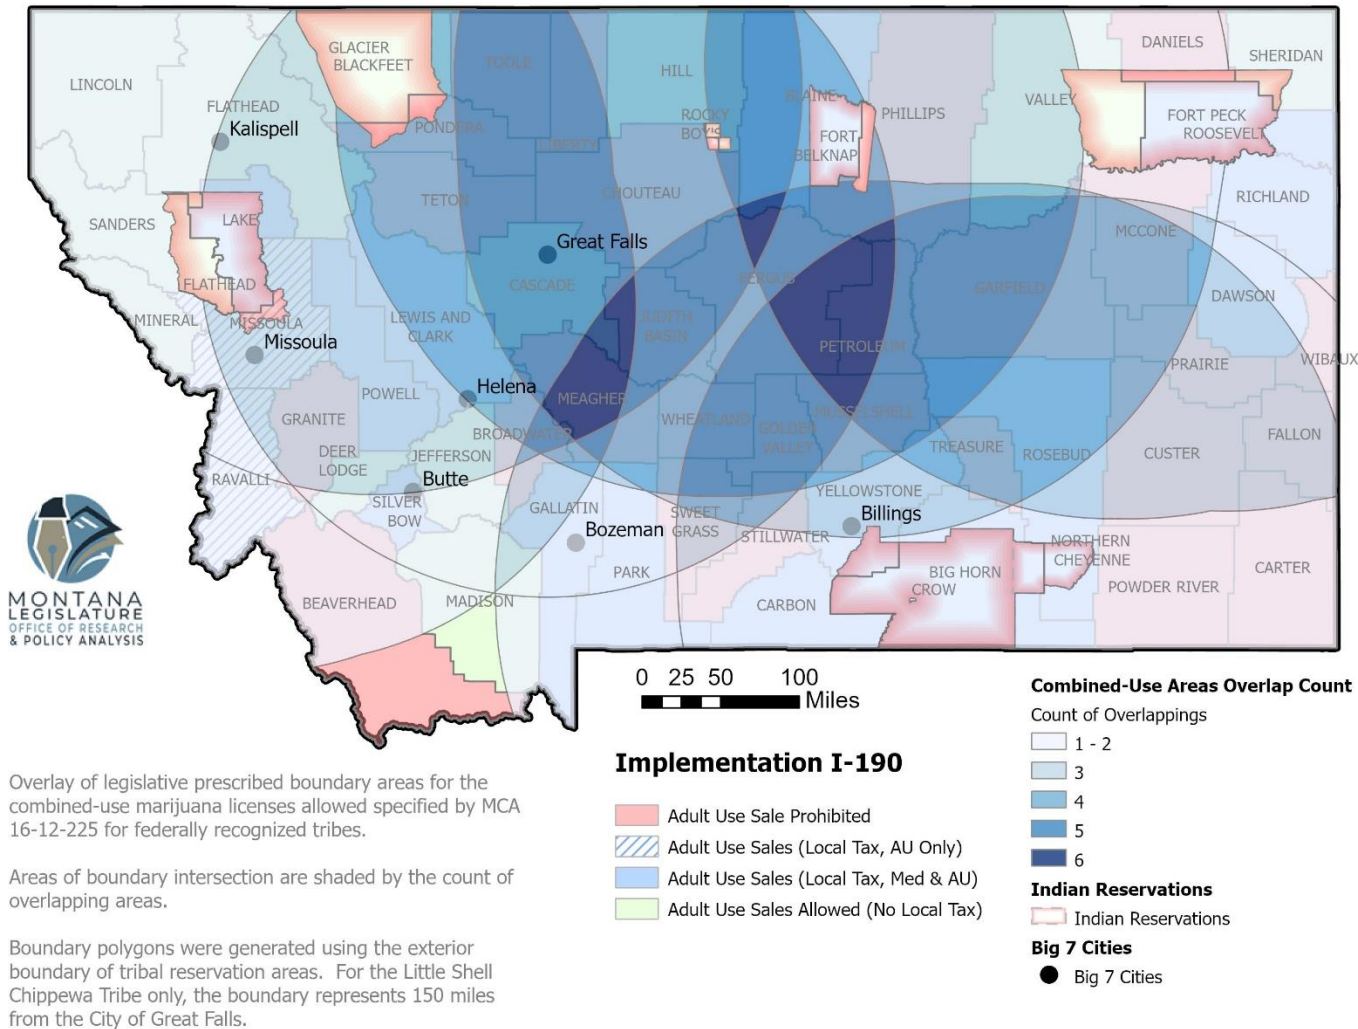 DANIELS
SHERIDAN
GLACIER
BLACKFEET
TOOLE
HILL
LINCOLN
FLATHEAD
Kalispell
PONDERA
LIBERTY
ROCKY
BOYS
BLAINE
PHILLIPS
VALLEY
FORT PECK
ROOSEVELT
FORT
BELKNAP
TETON
CHOUTEAU
RICHLAND
SANDERS
LAKE
MCCONE
Great Falls
CASCADE
FERGUS
GARFIELD
DAWSON
FLATHEAD
MINERAL
MISSOULA
Missoula
LEWIS AND
CLARK
JUDITH
BASIN
PETROLEUM
PRAIRIE
WIBAUX
Helena
POWELL
MEAGHER
GRANITE
WHEATLAND
GOLDEN
VALLEY
MUSSELSHELL
BROADWATER
DEER
LODGE
JEFFERSON
TREASURE
ROSEBUD
CUSTER
FALLON
RAVALLI
Butte
SILVER
BOW
GALLATIN
Bozeman
SWEET
GRASS
YELLOWSTONE
Billings
STILLWATER
NORTHERN
CHEYENNE
PARK
BIG HORN
CROW
CARBON
POWDER RIVER
CARTER
BEAVERHEAD
MADISON
MONTANA
LEGISLATURE
OFFICE OF RESEARCH
& POLICY ANALYSIS
0 25 50 100
Miles
Overlay of legislative prescribed boundary areas for the
combined-use marijuana licenses allowed specified by MCA
16-12-225 for federally recognized tribes.
Areas of boundary intersection are shaded by the count of
overlapping areas.
Boundary polygons were generated using the exterior
boundary of tribal reservation areas. For the Little Shell
Chippewa Tribe only, the boundary represents 150 miles
from the City of Great Falls.
Implementation I-190
Adult Use Sale Prohibited
Adult Use Sales (Local Tax, AU Only)
Adult Use Sales (Local Tax, Med & AU)
Adult Use Sales Allowed (No Local Tax)
Combined-Use Areas Overlap Count
Count of Overlappings
1 - 2
3
4
5
6
Indian Reservations
Indian Reservations
Big 7 Cities
Big 7 Cities